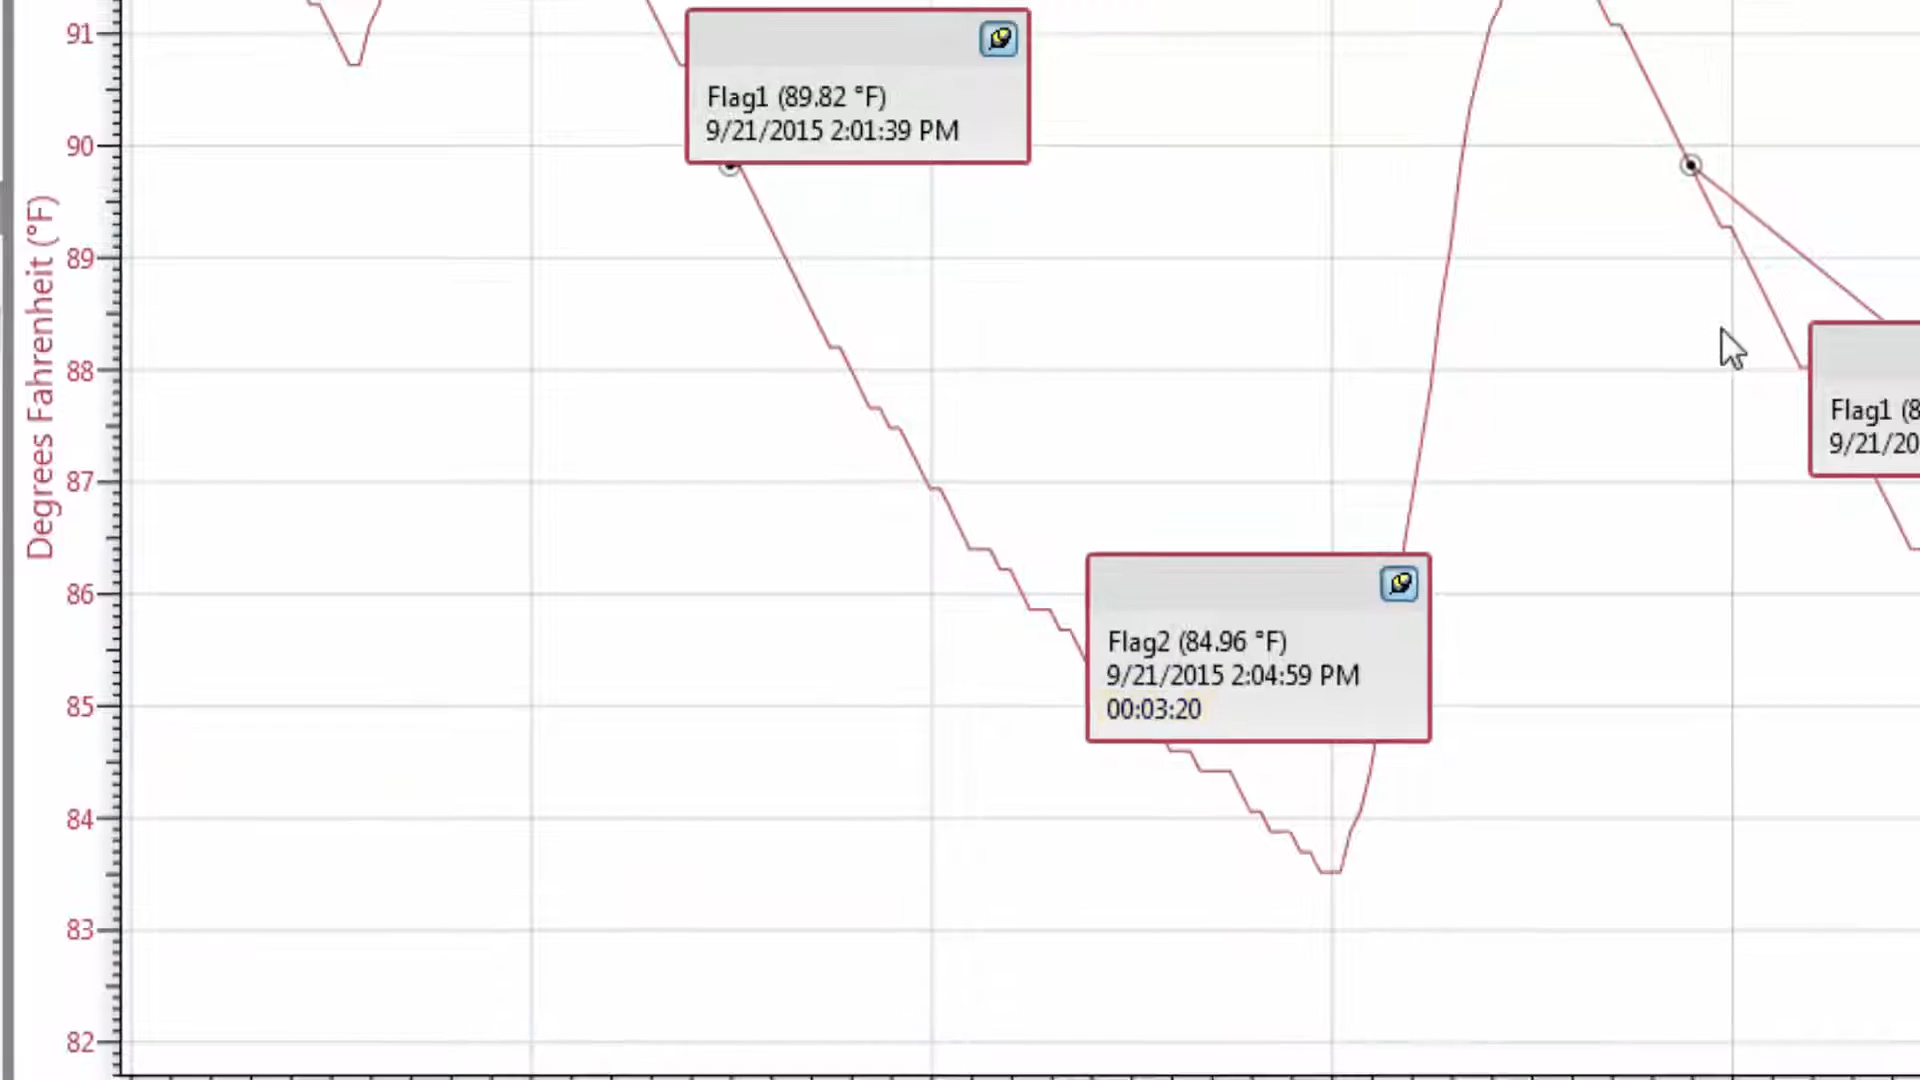 91
90
89
88
87
86
85
84
83
82
Degrees Fahrenheit (°F)
Flag1 (89.82 °F)
9/21/2015 2:01:39 PM
Flag2 (84.96 °F)
9/21/2015 2:04:59 PM
00:03:20
Flag1 (8
9/21/20